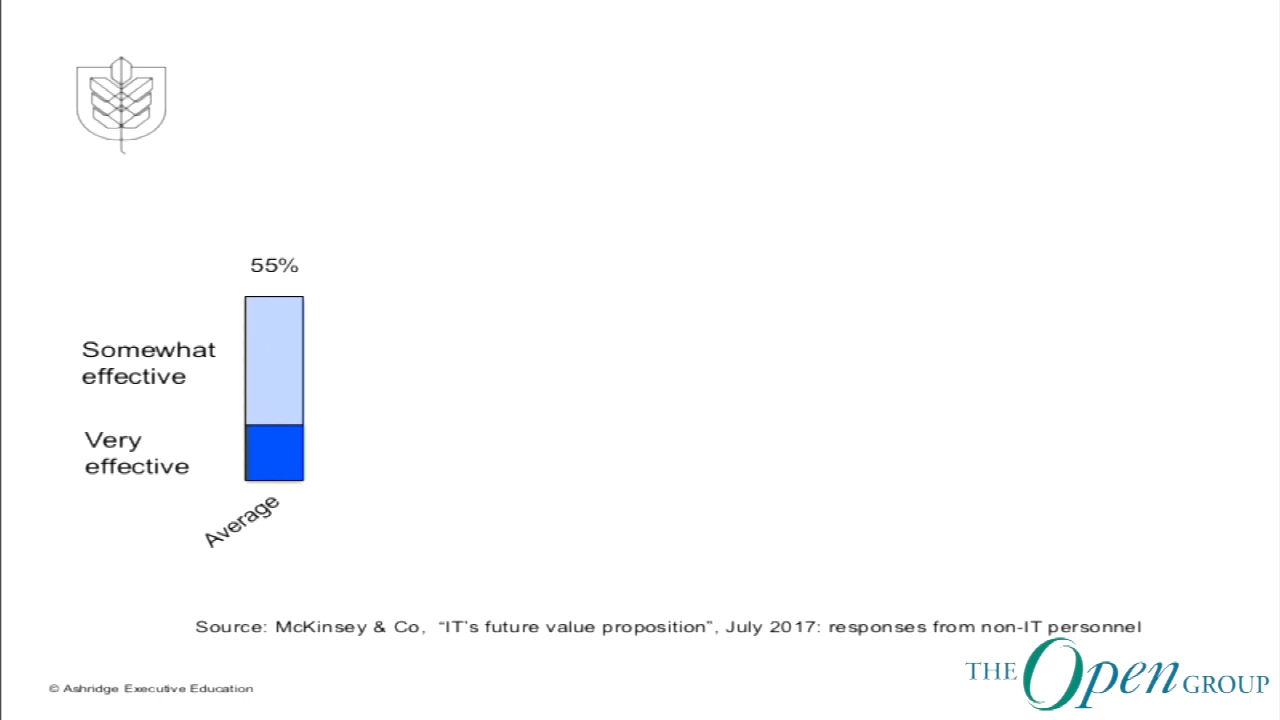 55%
Somewhat
effective
Very
effective
Average
Source: McKinsey & Co, “IT’s future value proposition”, July 2017: responses from non-IT personnel
© Ashridge Executive Education
THE Open GROUP